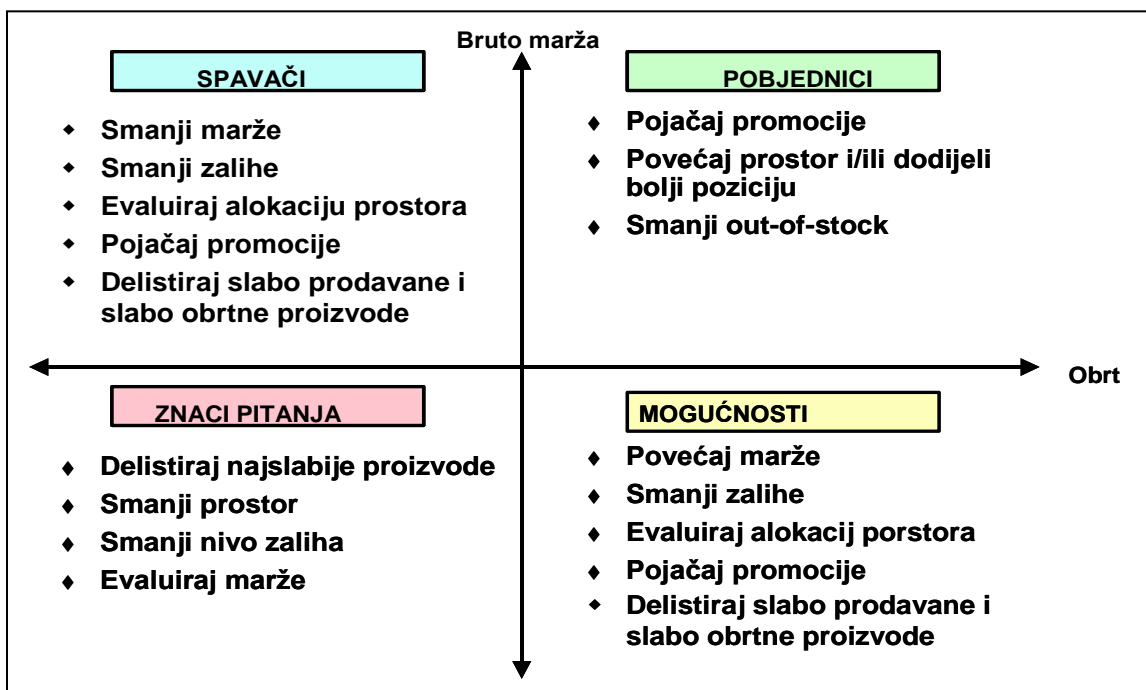 Bruto marža
SPAVAČI
◆ Smanji marže
◆ Smanji zalihe
◆ Evaluiraj alokaciju prostora
◆ Pojačaj promocije
◆ Delistiraj slabo prodavane i
slabo obrtne proizvode
POBJEDNICI
♦ Pojačaj promocije
♦ Povećaj prostor i/ili dodijeli
bolji poziciju
♦ Smanji out-of-stock
Obrt
ZNACI PITANJA
♦ Delistiraj najslabije proizvode
♦ Smanji prostor
♦ Smanji nivo zaliha
♦ Evaluiraj marže
MOGUĆNOSTI
♦ Povećaj marže
♦ Smanji zalihe
♦ Evaluiraj alokacij porstora
♦ Pojačaj promocije
◆ Delistiraj slabo prodavane i
slabo obrtne proizvode